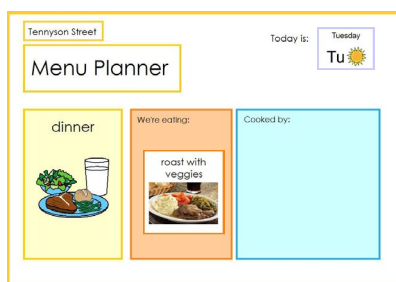 Tennyson Street
Menu Planner
Today is:
Tuesday
Tu
dinner
We're eating:
roast with
veggies
Cooked by: